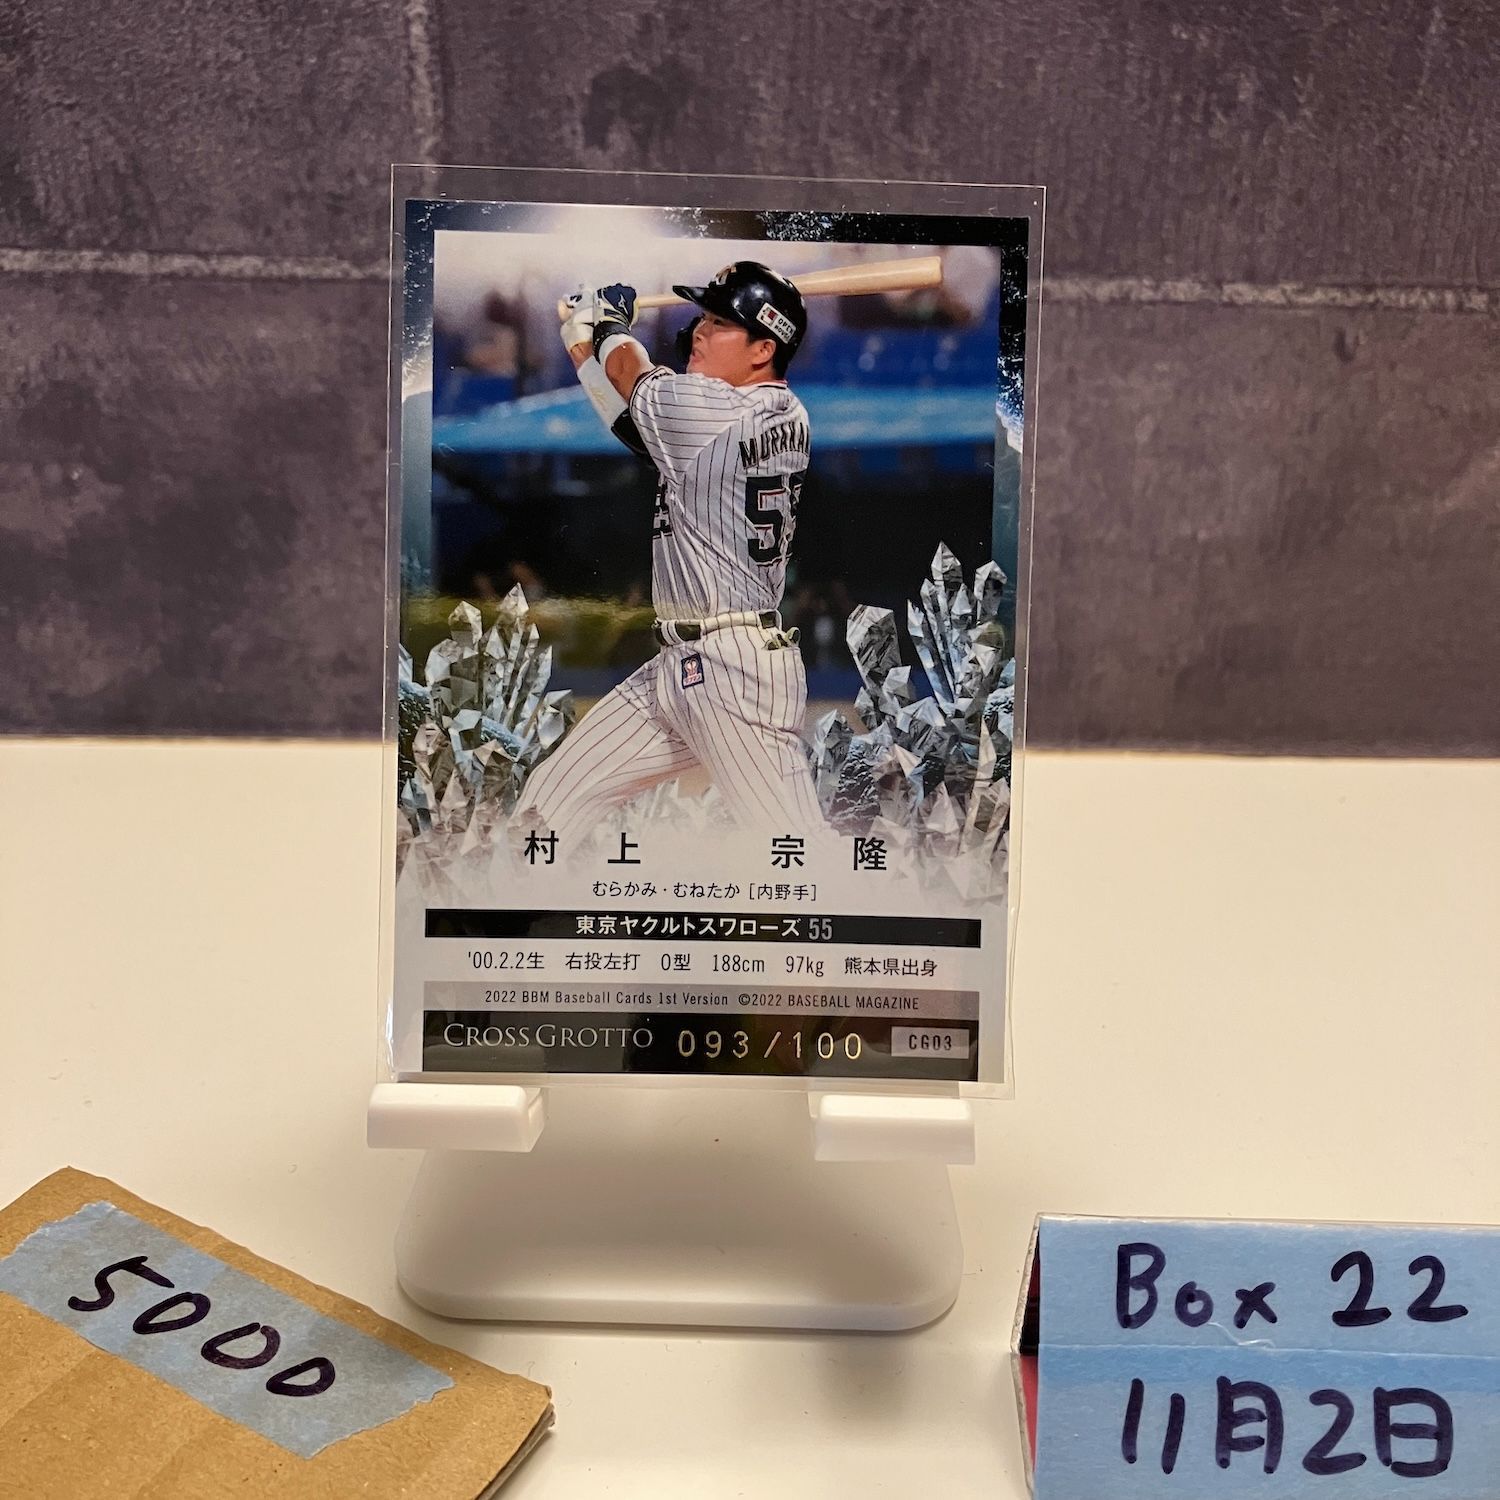 OPEN HOUSE
MURAKAMI
55
村上 宗隆
むらかみ・むねたか [内野手]
東京ヤクルトスワローズ 55
'00.2.2生 右投左打 O型 188cm 97kg 熊本県出身
2022 BBM Baseball Cards 1st Version ©2022 BASEBALL MAGAZINE
CROSS GROTTO 093/100 CG03
5000
Box 22
11月2日